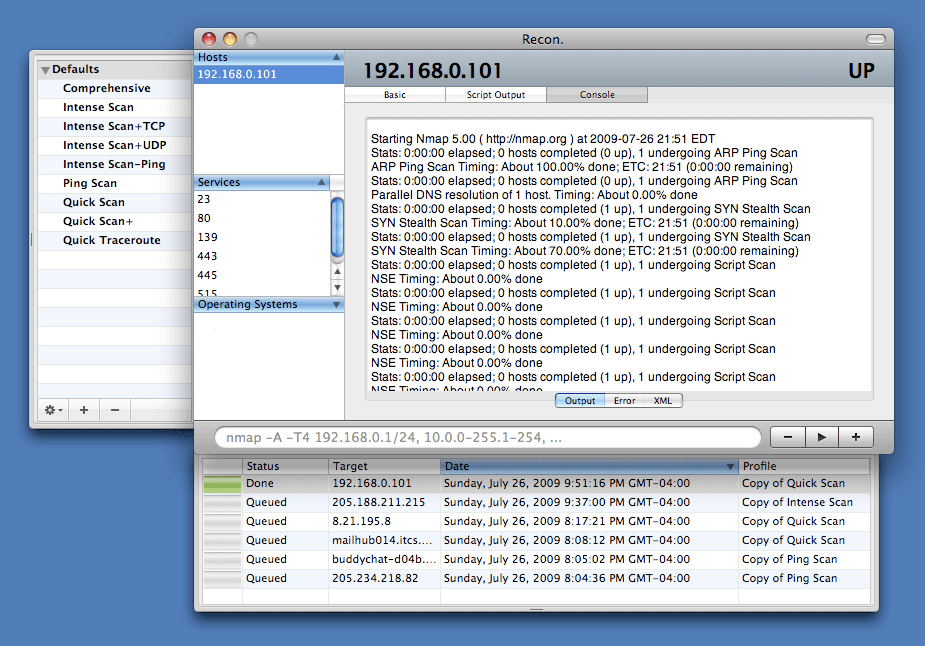 Recon.
Defaults
Comprehensive
Intense Scan
Intense Scan+TCP
Intense Scan+UDP
Intense Scan-Ping
Ping Scan
Quick Scan
Quick Scan+
Quick Traceroute
Hosts
192.168.0.101
Services
23
80
139
443
445
515
Operating Systems
192.168.0.101 UP
Basic Script Output Console
Starting Nmap 5.00 ( http://nmap.org ) at 2009-07-26 21:51 EDT
Stats: 0:00:00 elapsed; 0 hosts completed (0 up), 1 undergoing ARP Ping Scan
ARP Ping Scan Timing: About 100.00% done; ETC: 21:51 (0:00:00 remaining)
Stats: 0:00:00 elapsed; 0 hosts completed (0 up), 1 undergoing ARP Ping Scan
Parallel DNS resolution of 1 host. Timing: About 0.00% done
Stats: 0:00:00 elapsed; 0 hosts completed (1 up), 1 undergoing SYN Stealth Scan
SYN Stealth Scan Timing: About 10.00% done; ETC: 21:51 (0:00:00 remaining)
Stats: 0:00:00 elapsed; 0 hosts completed (1 up), 1 undergoing SYN Stealth Scan
SYN Stealth Scan Timing: About 70.00% done; ETC: 21:51 (0:00:00 remaining)
Stats: 0:00:00 elapsed; 0 hosts completed (1 up), 1 undergoing Script Scan
NSE Timing: About 0.00% done
Stats: 0:00:00 elapsed; 0 hosts completed (1 up), 1 undergoing Script Scan
NSE Timing: About 0.00% done
Stats: 0:00:00 elapsed; 0 hosts completed (1 up), 1 undergoing Script Scan
NSE Timing: About 0.00% done
Stats: 0:00:00 elapsed; 0 hosts completed (1 up), 1 undergoing Script Scan
NSE Timing: About 0.00% done
Stats: 0:00:00 elapsed; 0 hosts completed (1 up), 1 undergoing Script Scan
NSE Timing: About 0.00% done
Output Error XML
nmap -A -T4 192.168.0.1/24, 10.0.0-255.1-254, ...
Status Target Date Profile
Done 192.168.0.101 Sunday, July 26, 2009 9:51:16 PM GMT-04:00 Copy of Quick Scan
Queued 205.188.211.215 Sunday, July 26, 2009 9:37:00 PM GMT-04:00 Copy of Intense Scan
Queued 8.21.195.8 Sunday, July 26, 2009 8:17:21 PM GMT-04:00 Copy of Quick Scan
Queued mailhub014.itcs.... Sunday, July 26, 2009 8:08:12 PM GMT-04:00 Copy of Quick Scan
Queued buddychat-d04b.... Sunday, July 26, 2009 8:05:02 PM GMT-04:00 Copy of Ping Scan
Queued 205.234.218.82 Sunday, July 26, 2009 8:04:36 PM GMT-04:00 Copy of Ping Scan